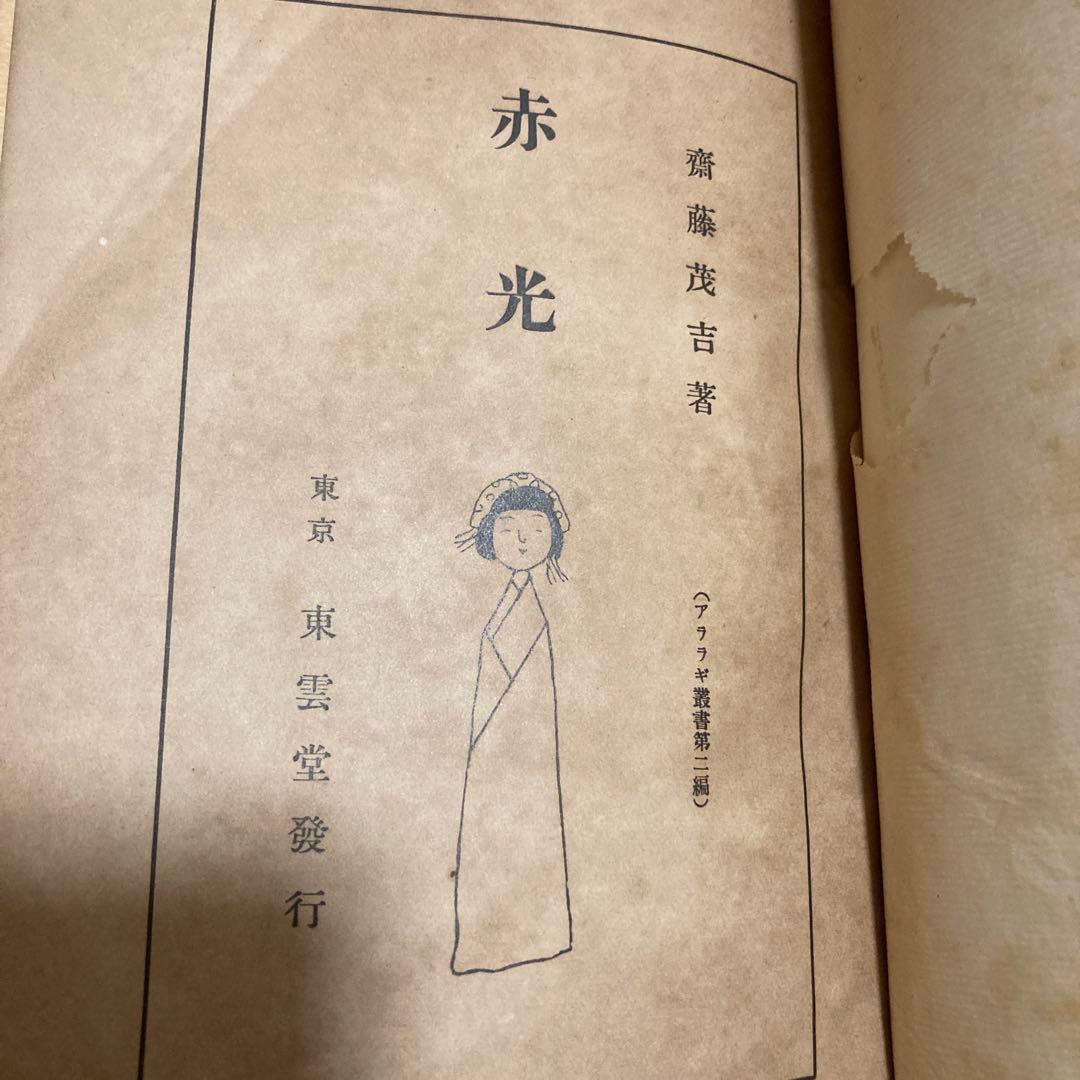 齋藤茂吉著
(アララギ叢書第二編)
赤光
東京 東雲堂發行